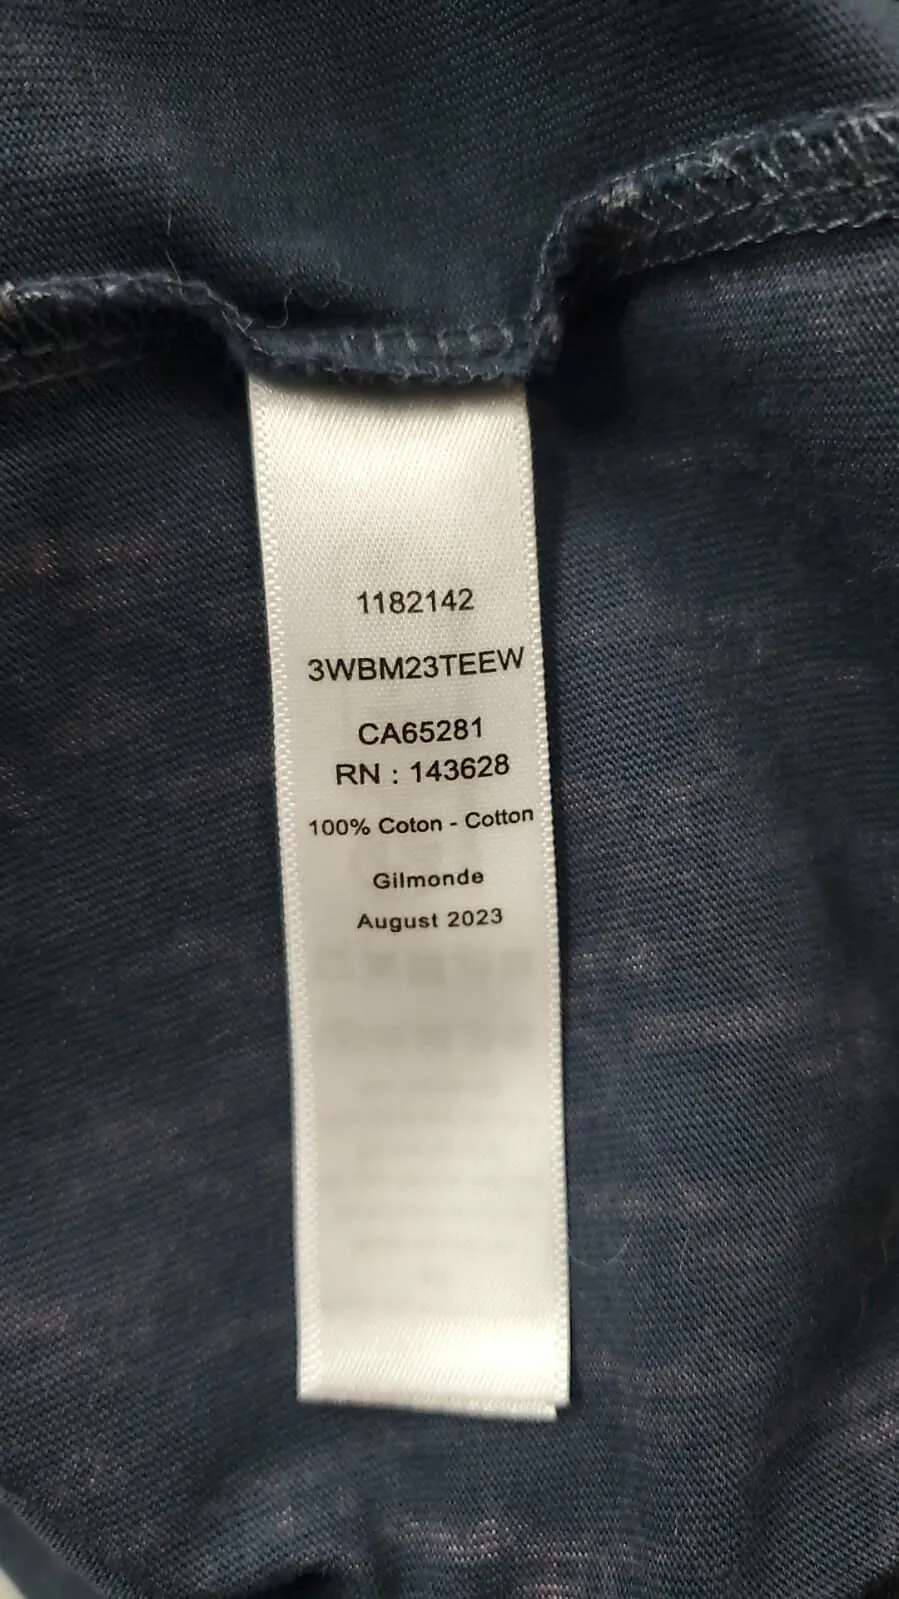 1182142
3WBM23TEEW
CA65281
RN : 143628
100% Coton - Cotton
Gilmonde
August 2023